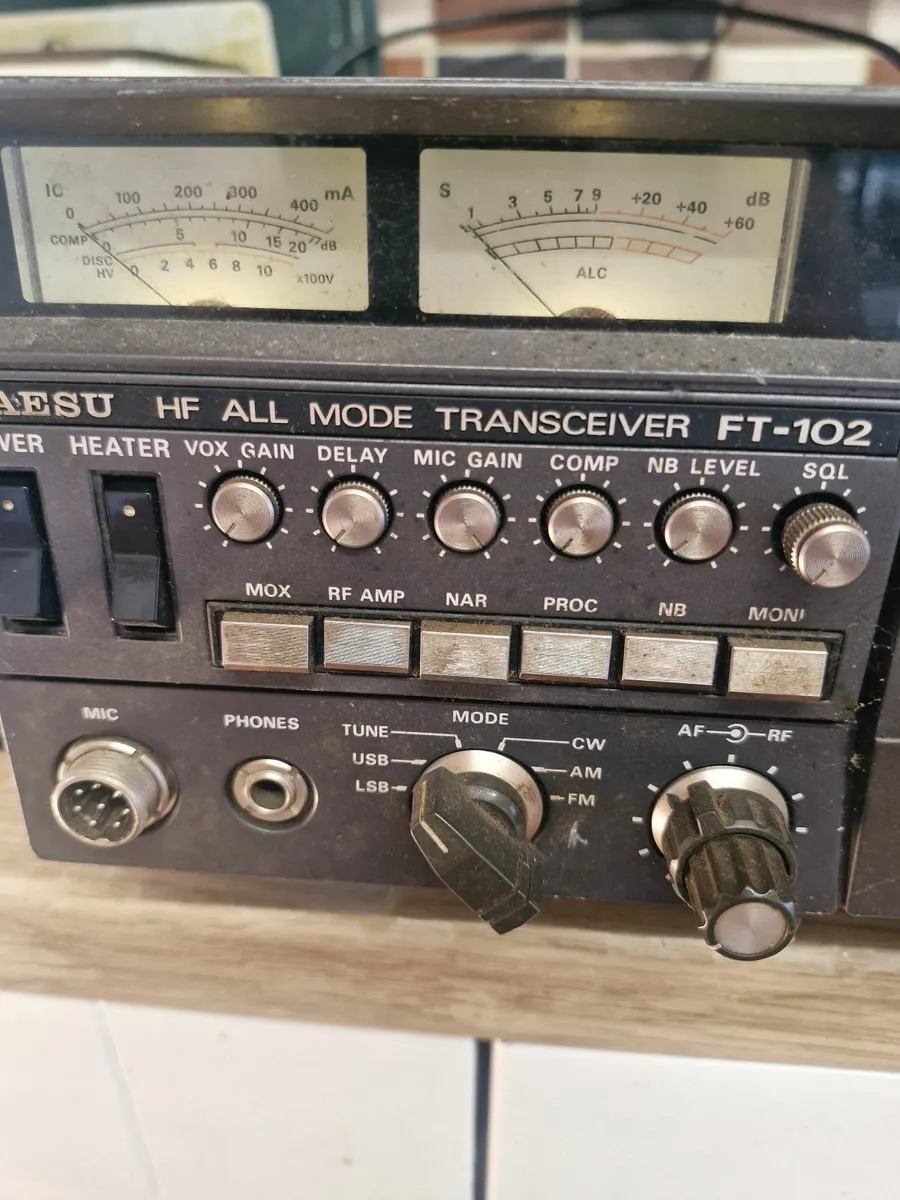 IC 100 200 300 400 mA
0
COMP 0 5 10 15 20 dB
DISC
HV 0 2 4 6 8 10 x100V
S 1 3 5 7 9 +20 +40 +60 dB
ALC
AESU HF ALL MODE TRANSCEIVER FT-102
WER HEATER VOX GAIN DELAY MIC GAIN COMP NB LEVEL SQL
MOX RF AMP NAR PROC NB MONI
MIC PHONES MODE AF RF
TUNE CW
USB AM
LSB FM